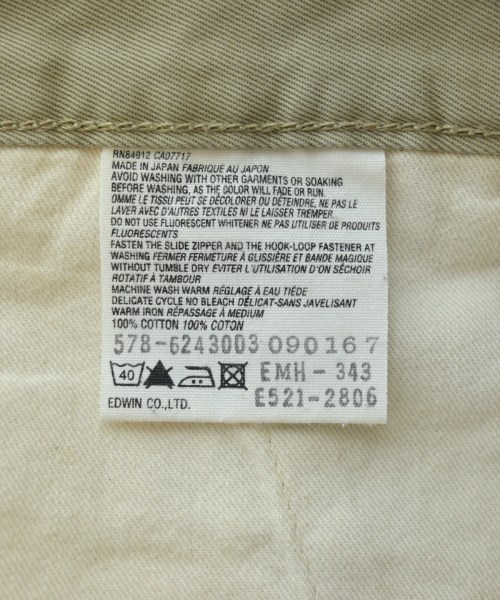 RN84912 CA07717
MADE IN JAPAN FABRIQUE AU JAPON
AVOID WASHING WITH OTHER GARMENTS OR SOAKING
BEFORE WASHING, AS THE COLOR WILL FADE OR RUN.
OMME LE TISSU PEUT SE DÉCOLORER OU DÉTEINDRE, NE PAS LE
LAVER AVEC D'AUTRES TEXTILES NI LE LAISSER TREMPER.
DO NOT USE FLUORESCENT WHITENER NE PAS UTILISER DE PRODUITS
FLUORESCENTS
FASTEN THE SLIDE ZIPPER AND THE HOOK-LOOP FASTENER AT
WASHING FERMER FERMETURE À GLISSIÈRE ET BANDE MAGIQUE
WITHOUT TUMBLE DRY EVITER L'UTILISATION D'ON SÉCHOIR
ROTATIF À TAMBOUR
MACHINE WASH WARM RÉGLAGE À EAU TIÈDE
DELICATE CYCLE NO BLEACH DÉLICAT-SANS JAVELISANT
WARM IRON RÉPASSAGE À MEDIUM
100% COTTON 100% COTON
578-6243003 090167
40 EMH-343
EDWIN CO.,LTD. E521-2806